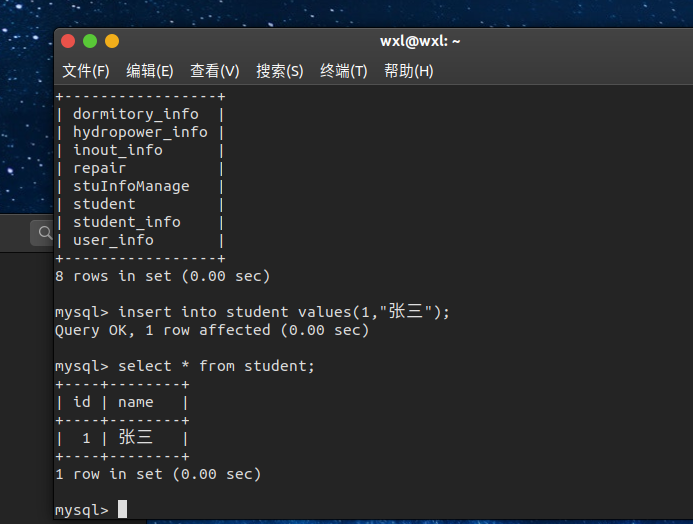 wxl@wxl: ~
文件(F) 编辑(E) 查看(V) 搜索(S) 终端(T) 帮助(H)
+-----------------+
| dormitory_info  |
| hydropower_info |
| inout_info      |
| repair          |
| stuInfoManage   |
| student         |
| student_info    |
| user_info       |
+-----------------+
8 rows in set (0.00 sec)
mysql> insert into student values(1,"张三");
Query OK, 1 row affected (0.00 sec)
mysql> select * from student;
+----+--------+
| id | name   |
+----+--------+
|  1 | 张三   |
+----+--------+
1 row in set (0.00 sec)
mysql>